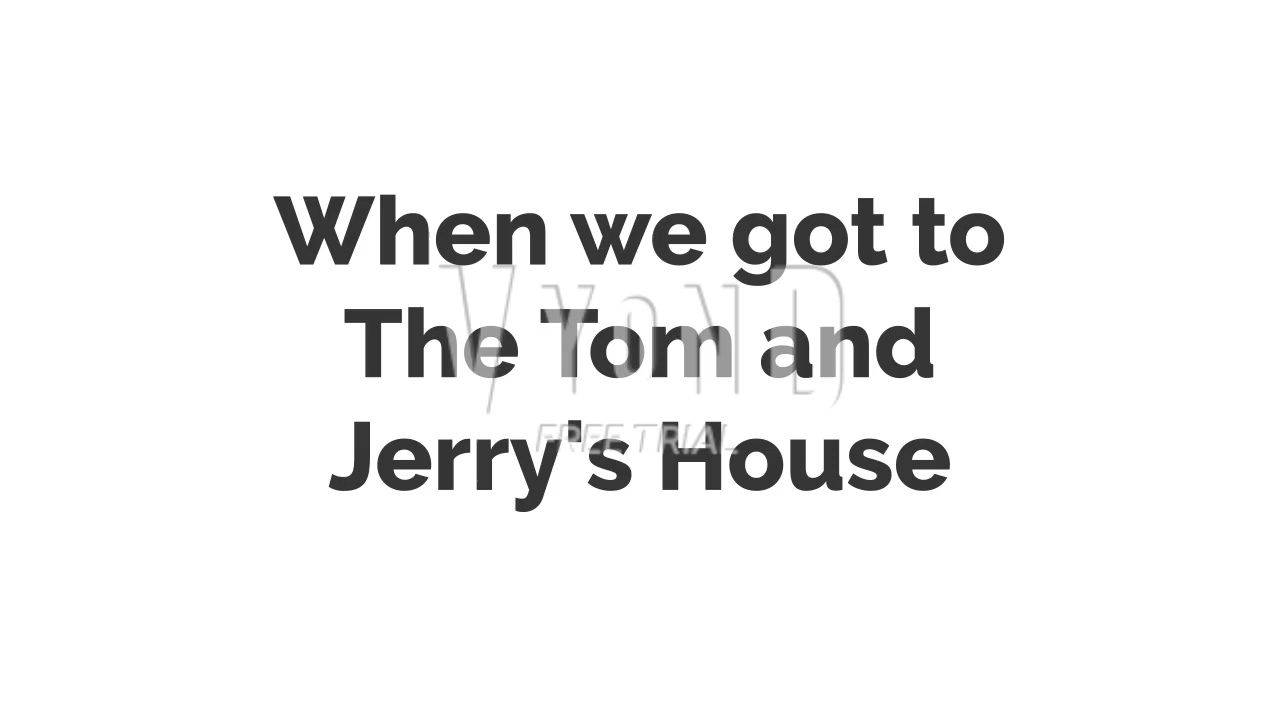 When we got to
The Tom and
Jerry's House
VYOND
FREE TRIAL